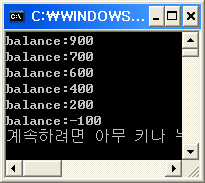 C:\WINDOWS...
balance:900
balance:700
balance:600
balance:400
balance:200
balance:-100
계속하려면 아무 키나